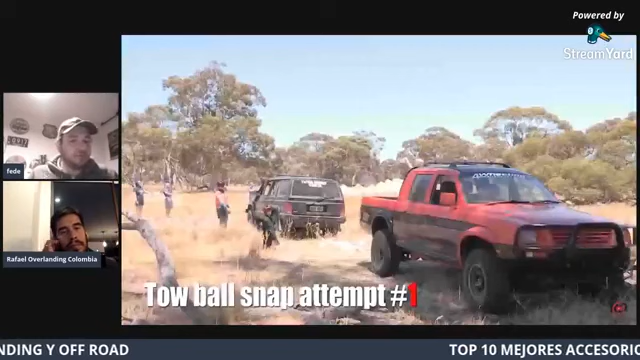 Powered by
StreamYard
fede
Rafael Overlanding Colombia
Tow ball snap attempt #1
NDING Y OFF ROAD
TOP 10 MEJORES ACCESORIO